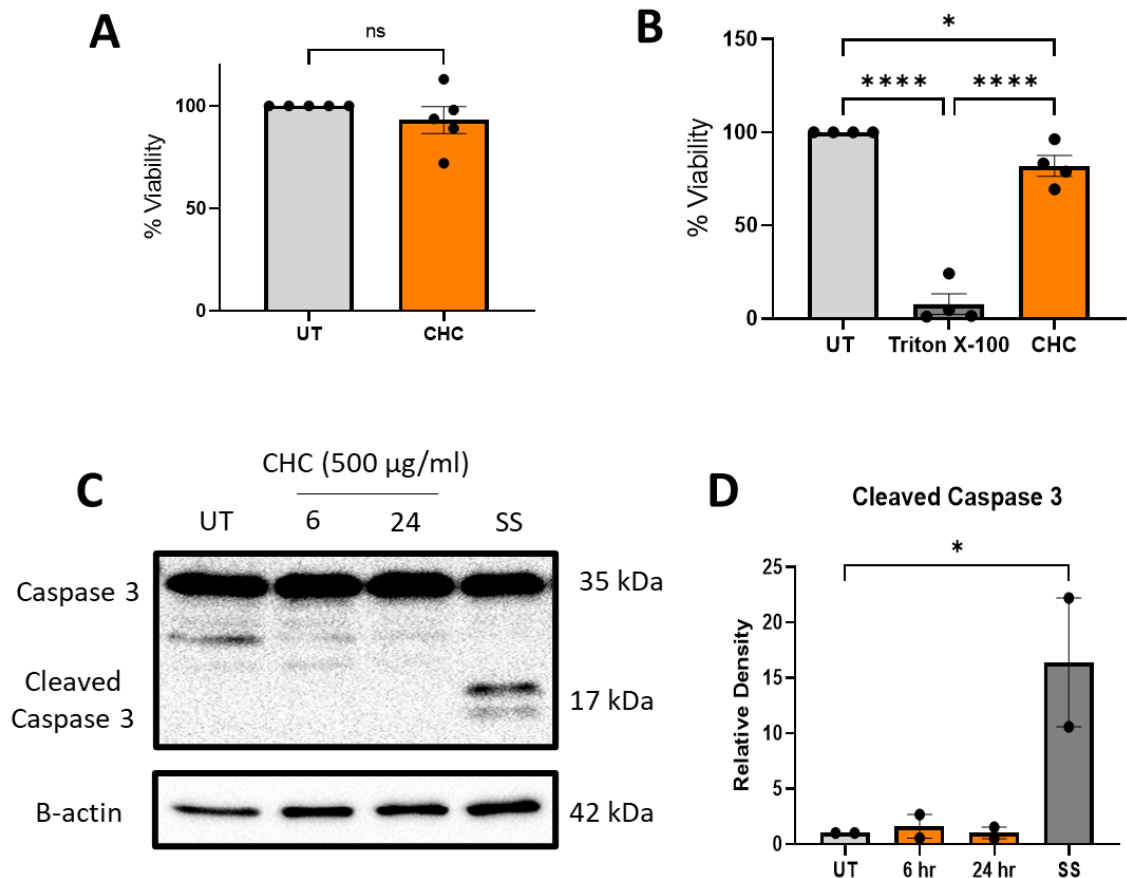 A
ns
% Viability
100
50
0
UT
CHC
B
*
**** ****
% Viability
150
100
50
0
UT
Triton X-100
CHC
C
CHC (500 µg/ml)
UT 6 24 SS
Caspase 3
35 kDa
Cleaved
Caspase 3
17 kDa
B-actin
42 kDa
D
Cleaved Caspase 3
*
Relative Density
25
20
15
10
5
0
UT
6 hr
24 hr
SS